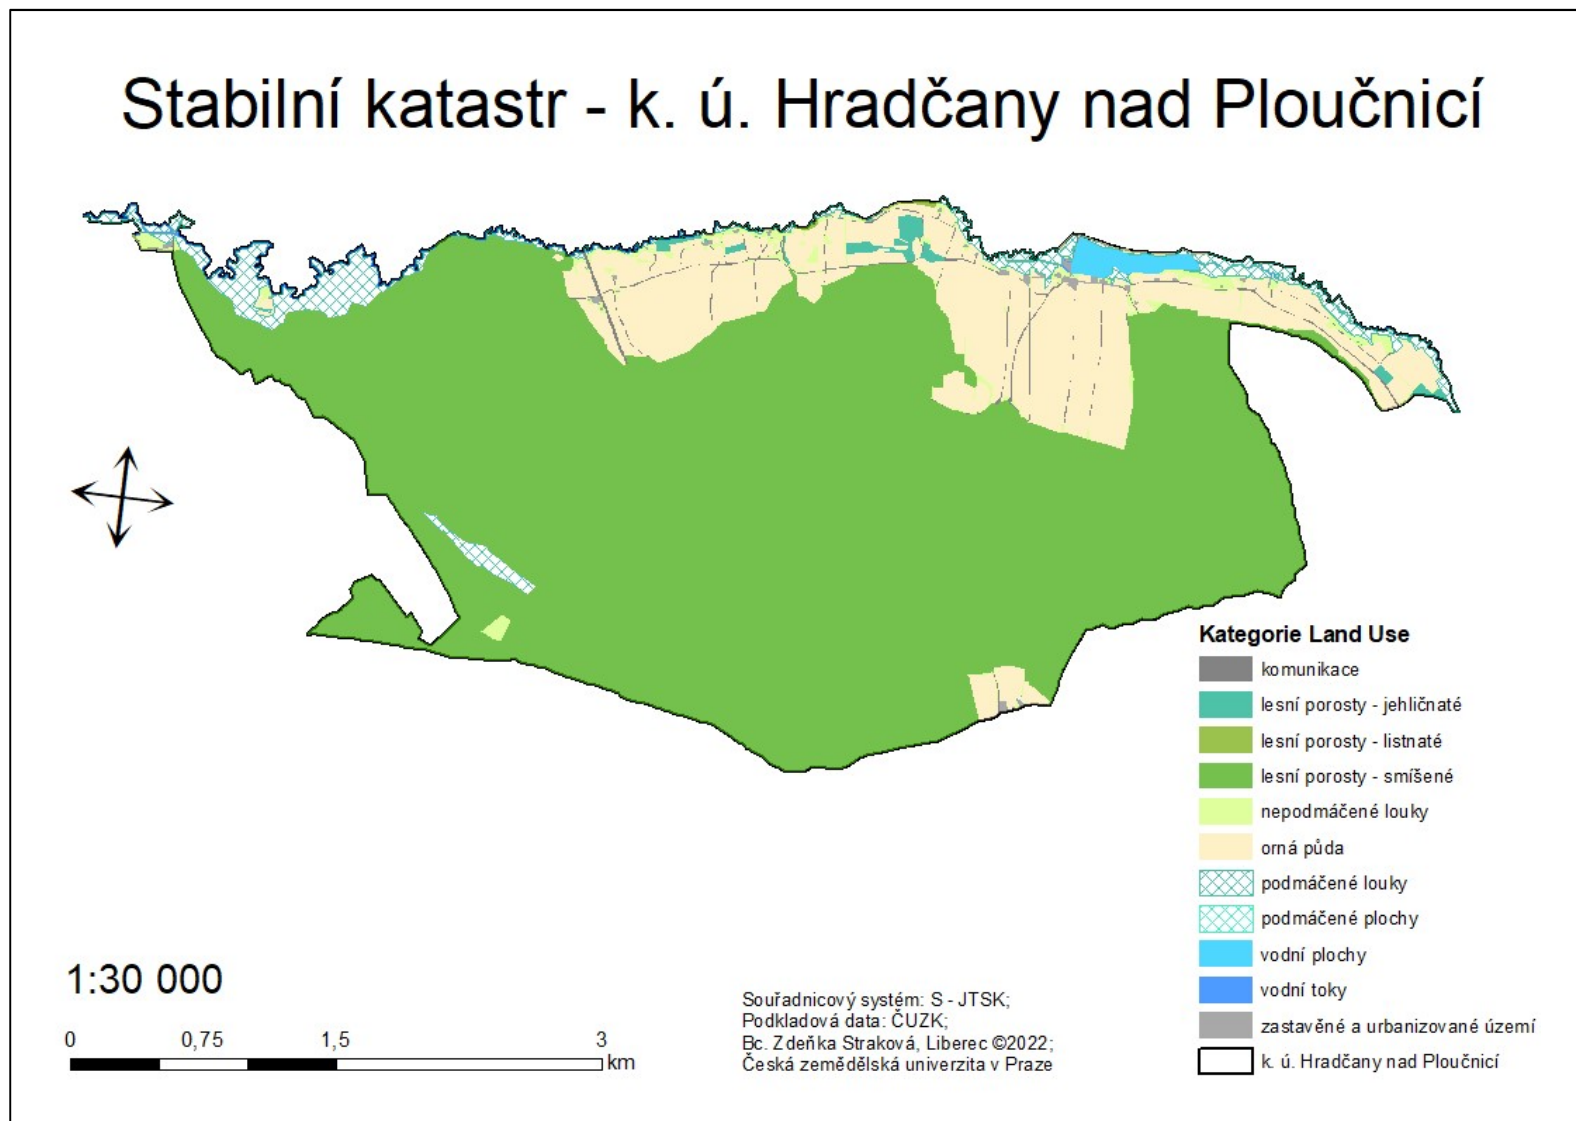 Stabilní katastr - k. ú. Hradčany nad Ploučnicí
Kategorie Land Use
komunikace
lesní porosty - jehličnaté
lesní porosty - listnaté
lesní porosty - smíšené
nepodmáčené louky
orná půda
podmáčené louky
podmáčené plochy
vodní plochy
vodní toky
zastavěné a urbanizované území
k. ú. Hradčany nad Ploučnicí
1:30 000
0 0,75 1,5 3
km
Souřadnicový systém: S - JTSK;
Podkladová data: ČUZK;
Bc. Zdeňka Straková, Liberec ©2022;
Česká zemědělská univerzita v Praze